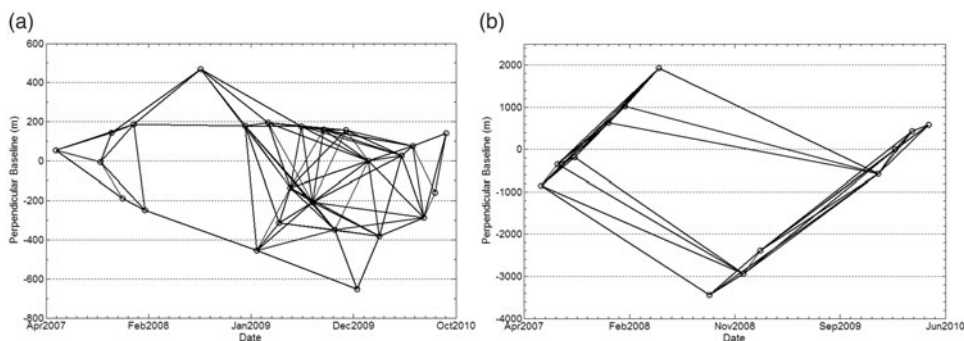 (a)
Perpendicular Baseline (m)
600
400
200
0
-200
-400
-600
-800
Apr2007
Feb2008
Jan2009
Dec2009
Oct2010
Date
(b)
Perpendicular Baseline (m)
2000
1000
0
-1000
-2000
-3000
-4000
Apr2007
Feb2008
Nov2008
Sep2009
Jun2010
Date